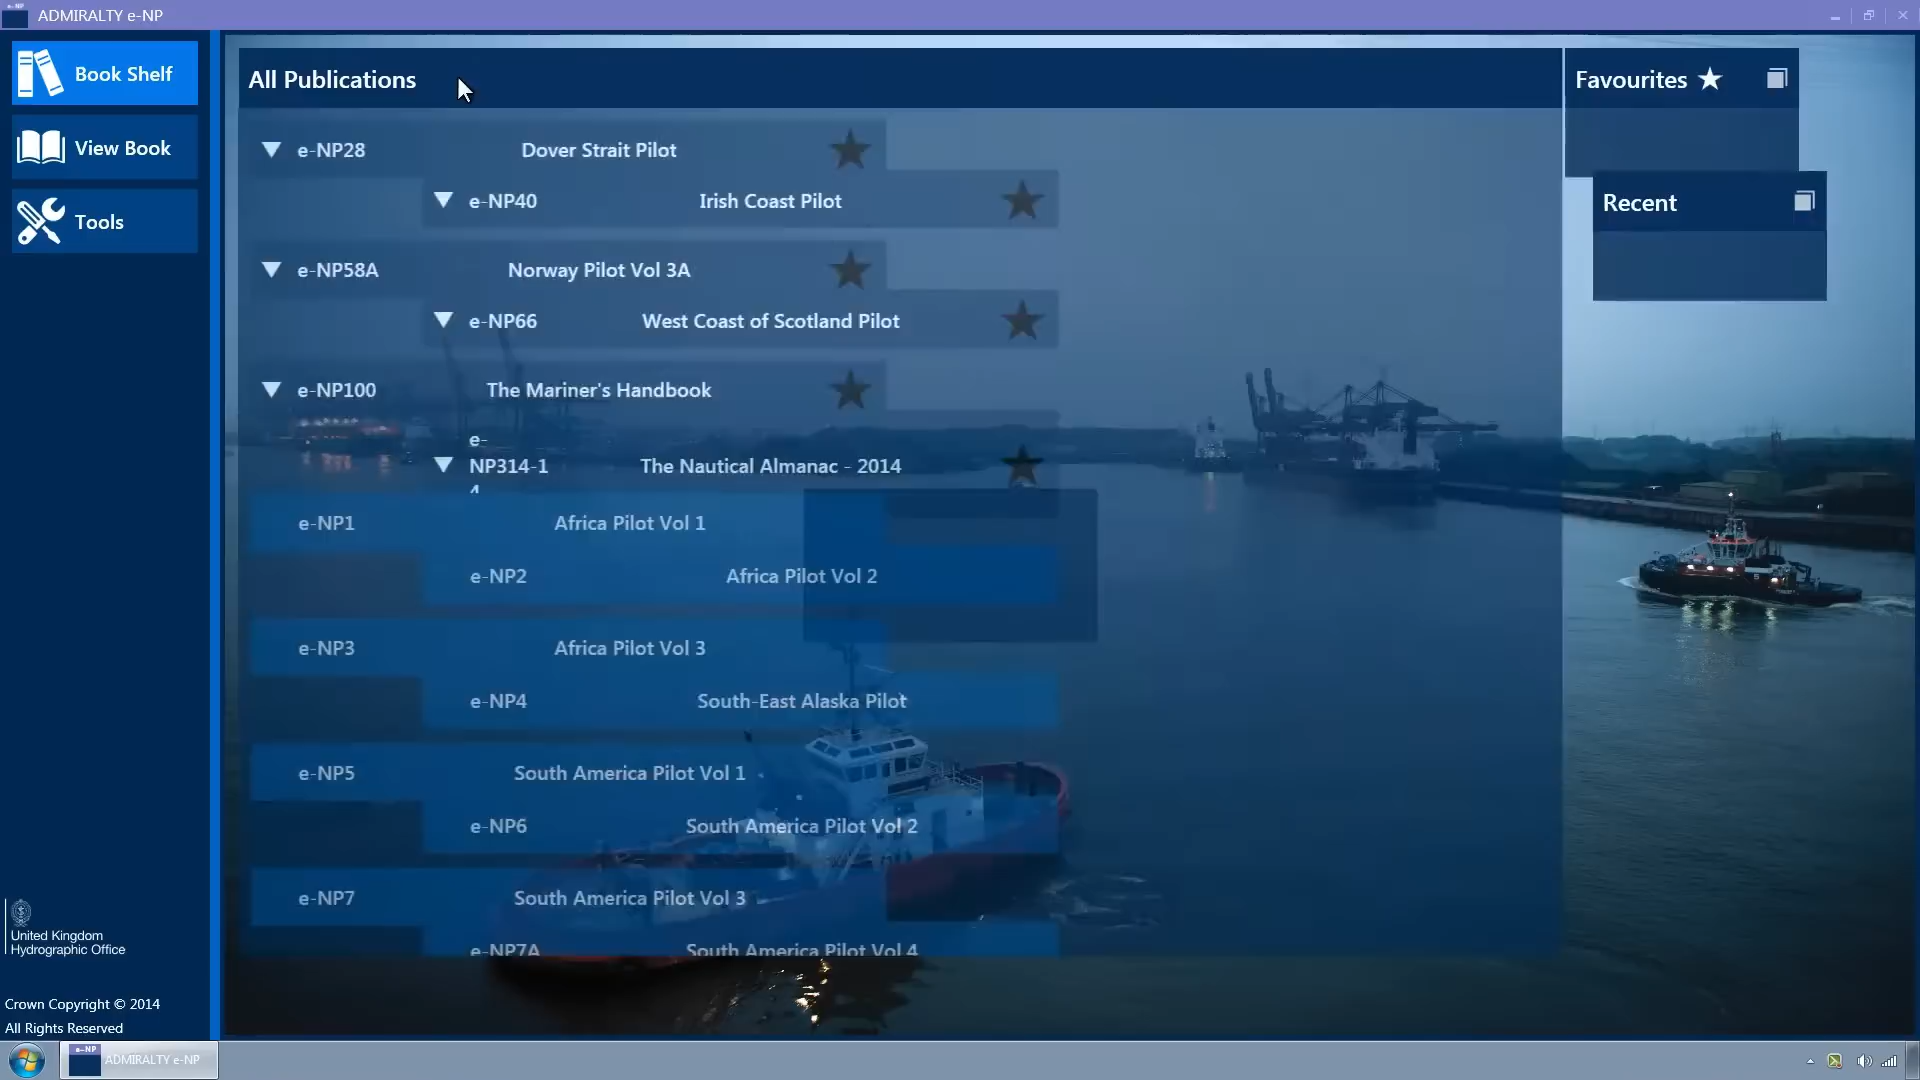 e-NP
ADMIRALTY e-NP
Book Shelf
View Book
Tools
All Publications
Favourites
Recent
e-NP28 Dover Strait Pilot
e-NP40 Irish Coast Pilot
e-NP58A Norway Pilot Vol 3A
e-NP66 West Coast of Scotland Pilot
e-NP100 The Mariner's Handbook
e-
NP314-1 The Nautical Almanac - 2014
4
e-NP1 Africa Pilot Vol 1
e-NP2 Africa Pilot Vol 2
e-NP3 Africa Pilot Vol 3
e-NP4 South-East Alaska Pilot
e-NP5 South America Pilot Vol 1
e-NP6 South America Pilot Vol 2
e-NP7 South America Pilot Vol 3
e-NP7A South America Pilot Vol 4
United Kingdom
Hydrographic Office
Crown Copyright © 2014
All Rights Reserved
e-NP
ADMIRALTY e-NP